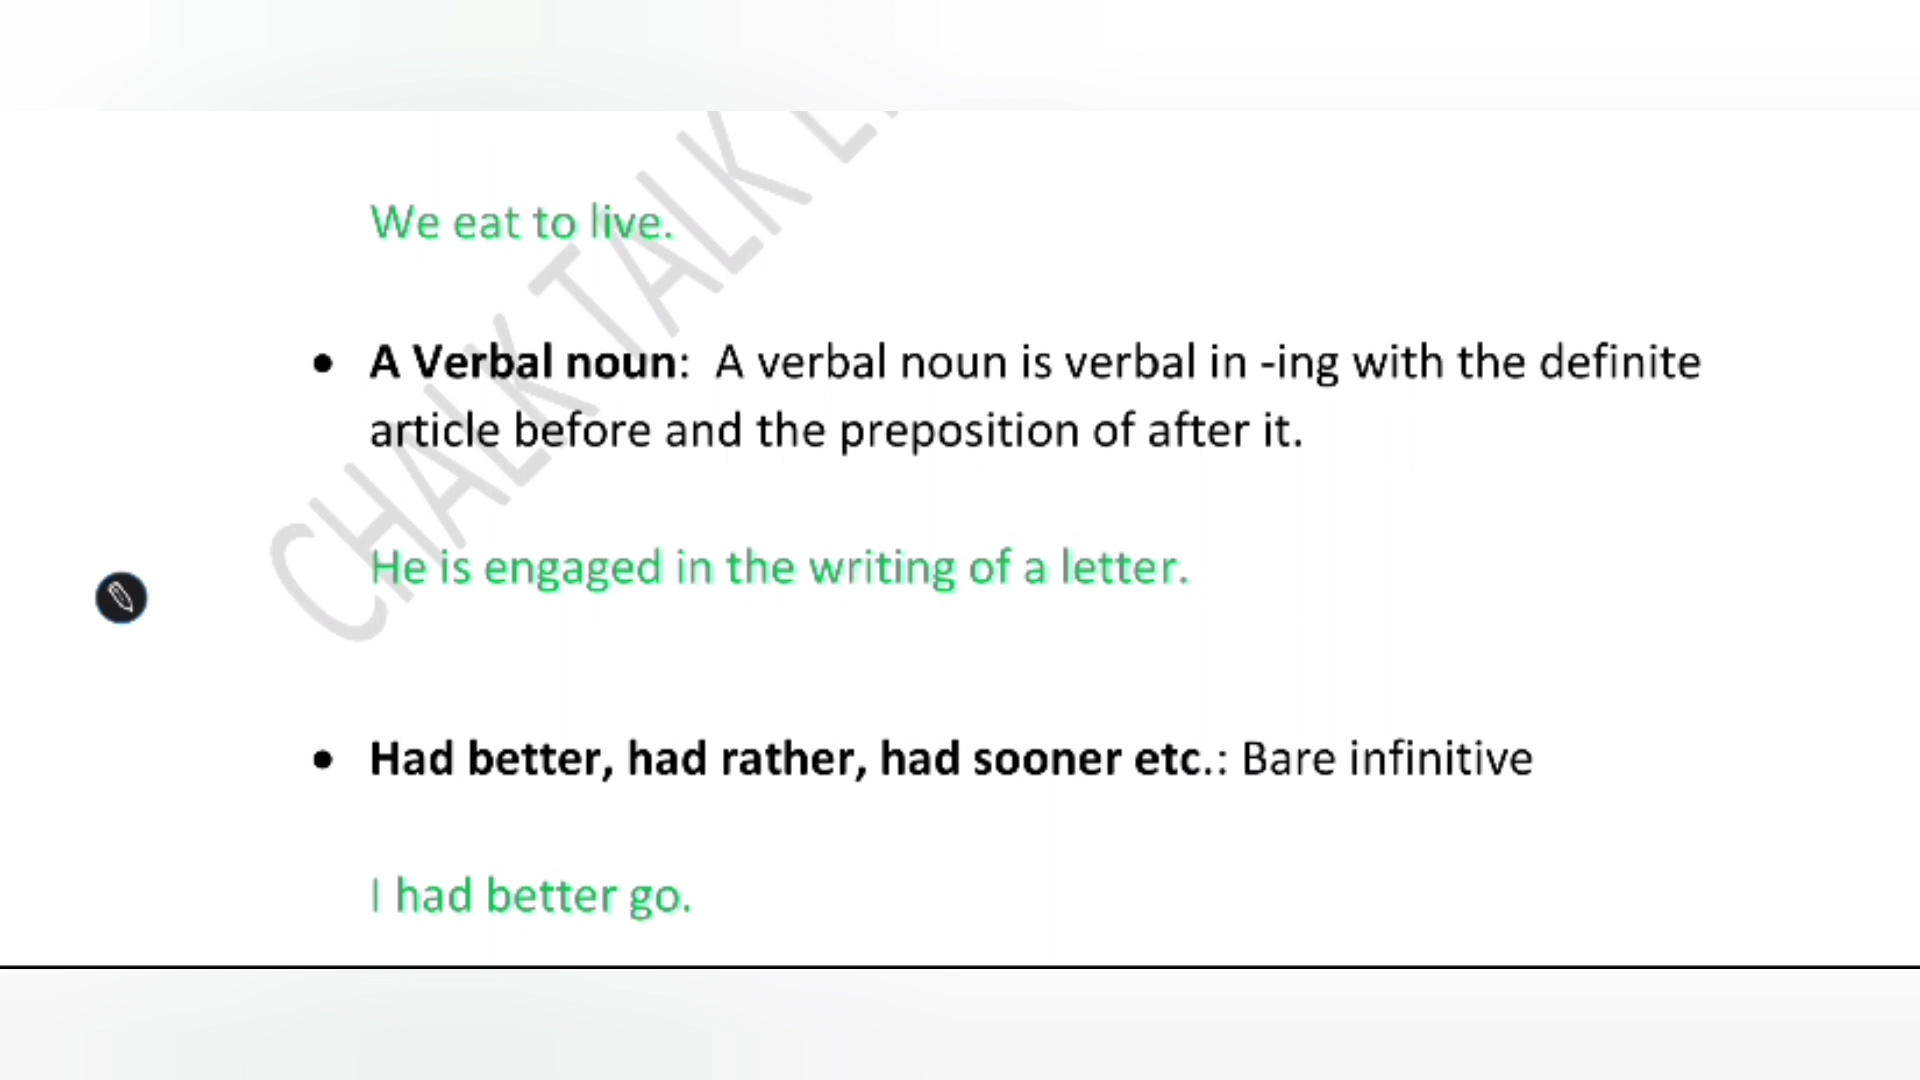 We eat to live.
• A Verbal noun: A verbal noun is verbal in -ing with the definite
article before and the preposition of after it.
He is engaged in the writing of a letter.
• Had better, had rather, had sooner etc.: Bare infinitive
I had better go.
CHALK TALK